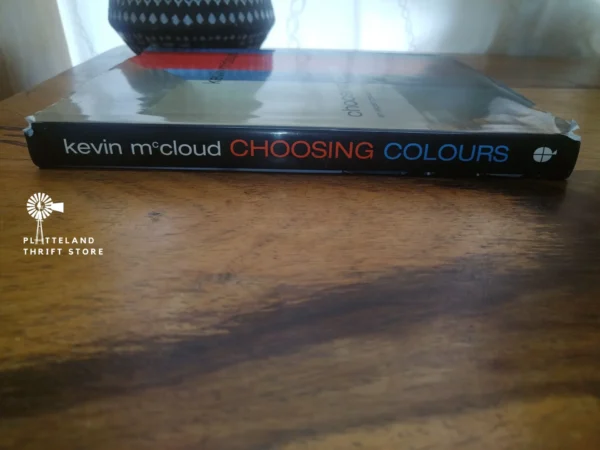 kevin mccloud CHOOSING COLOURS
PLATTELAND
THRIFT STORE